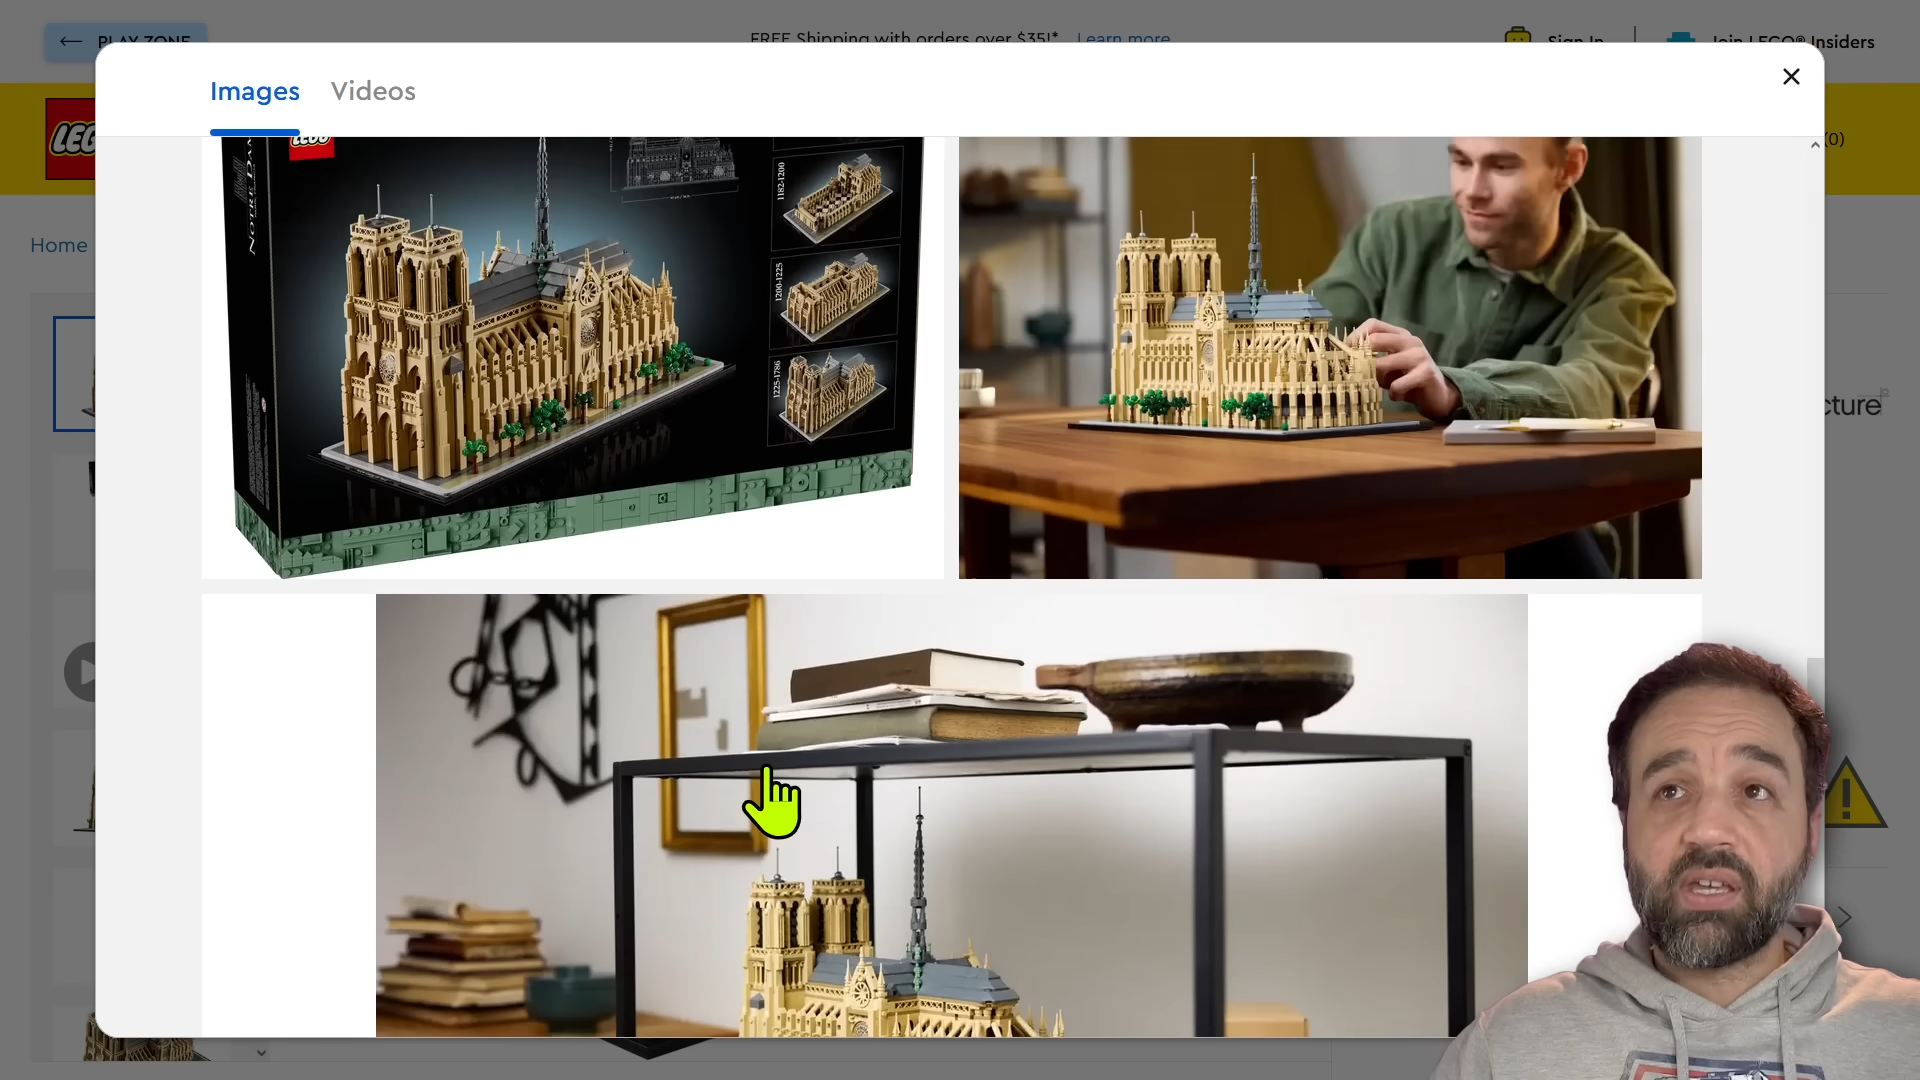 PLAY ZONE
FREE Shipping with orders over $35!*
Learn more
Sign In
Join LEGO® Insiders
Images
Videos
LEGO
(0)
LEGO
1182-1200
Home
1200-1225
1225-1786
cture